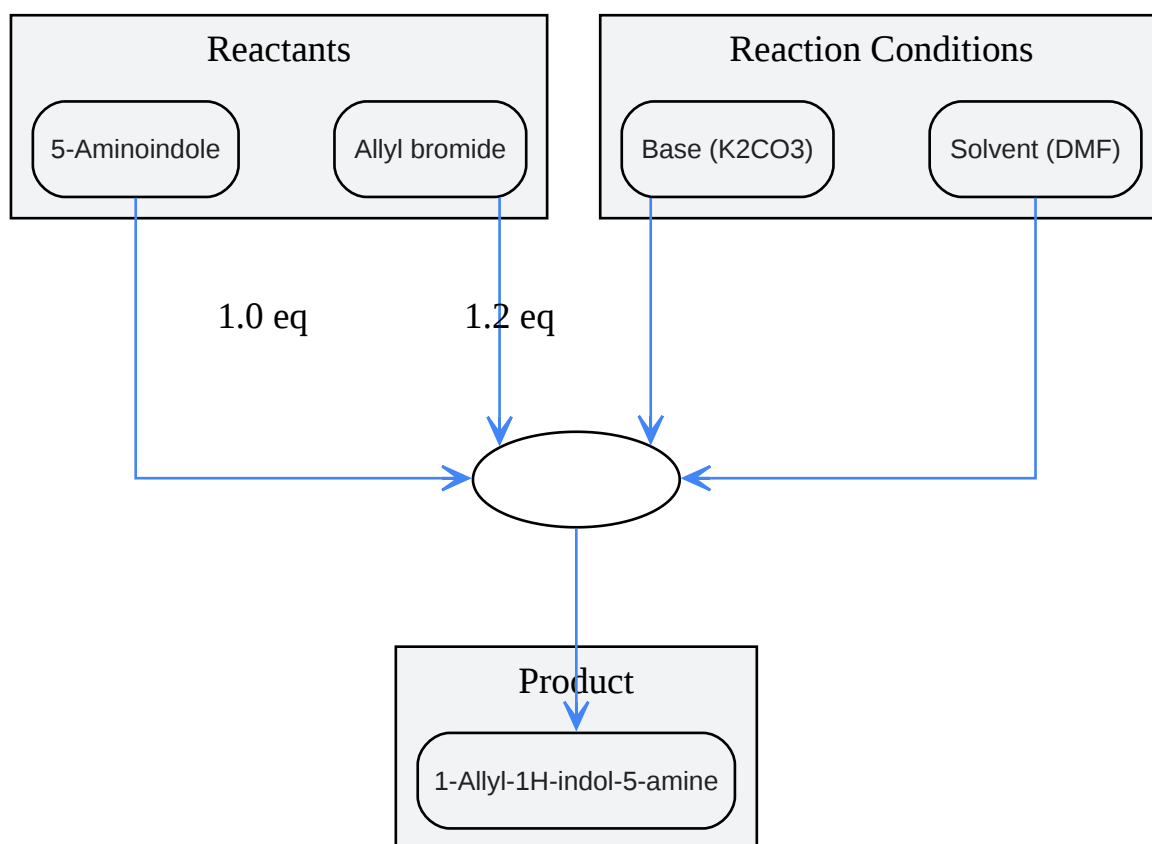 Reactants
Reaction Conditions
5-Aminoindole
Allyl bromide
Base (K2CO3)
Solvent (DMF)
1.0 eq
1.2 eq
Product
1-Allyl-1H-indol-5-amine